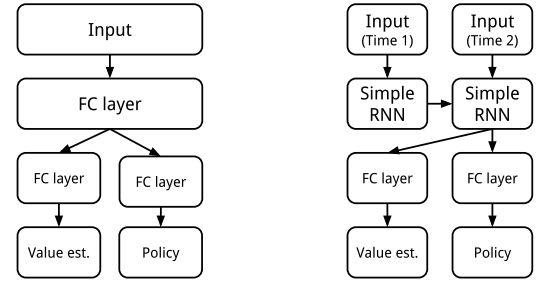 Input
FC layer
FC layer
FC layer
Value est.
Policy
Input
(Time 1)
Input
(Time 2)
Simple
RNN
Simple
RNN
FC layer
FC layer
Value est.
Policy